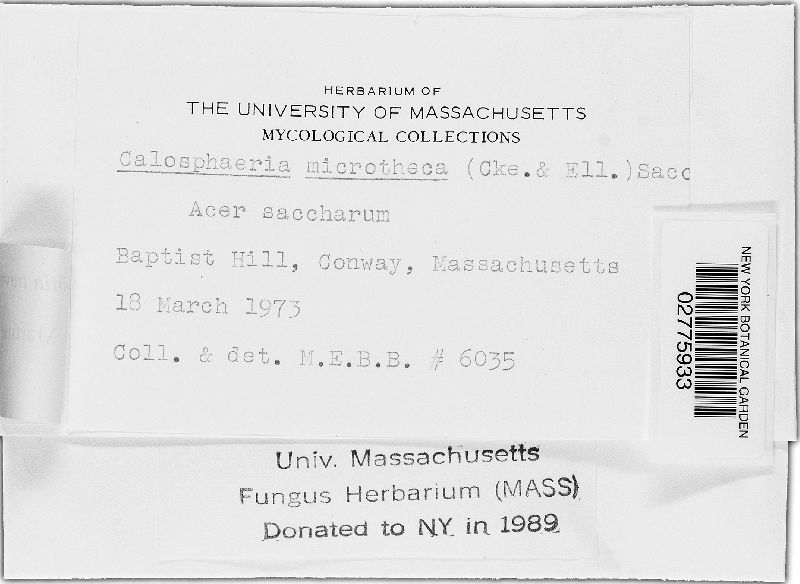 HERBARIUM OF
THE UNIVERSITY OF MASSACHUSETTS
MYCOLOGICAL COLLECTIONS
Calosphaeria microtheca (Cke.& Ell.)Sacc
Acer saccharum
Baptist Hill, Conway, Massachusetts
18 March 1973
Coll. & det. M.E.B.B. # 6035
NEW YORK BOTANICAL GARDEN
02775933
Univ. Massachusetts
Fungus Herbarium (MASS)
Donated to NY in 1989